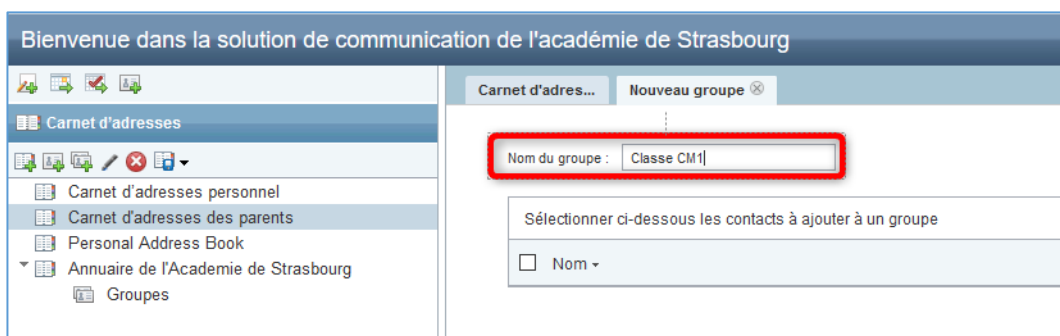 Bienvenue dans la solution de communication de l'académie de Strasbourg
Carnet d'adresses
Carnet d'adresses personnel
Carnet d'adresses des parents
Personal Address Book
Annuaire de l'Academie de Strasbourg
Groupes
Carnet d'adres...
Nouveau groupe
Nom du groupe :
Classe CM1
Sélectionner ci-dessous les contacts à ajouter à un groupe
Nom